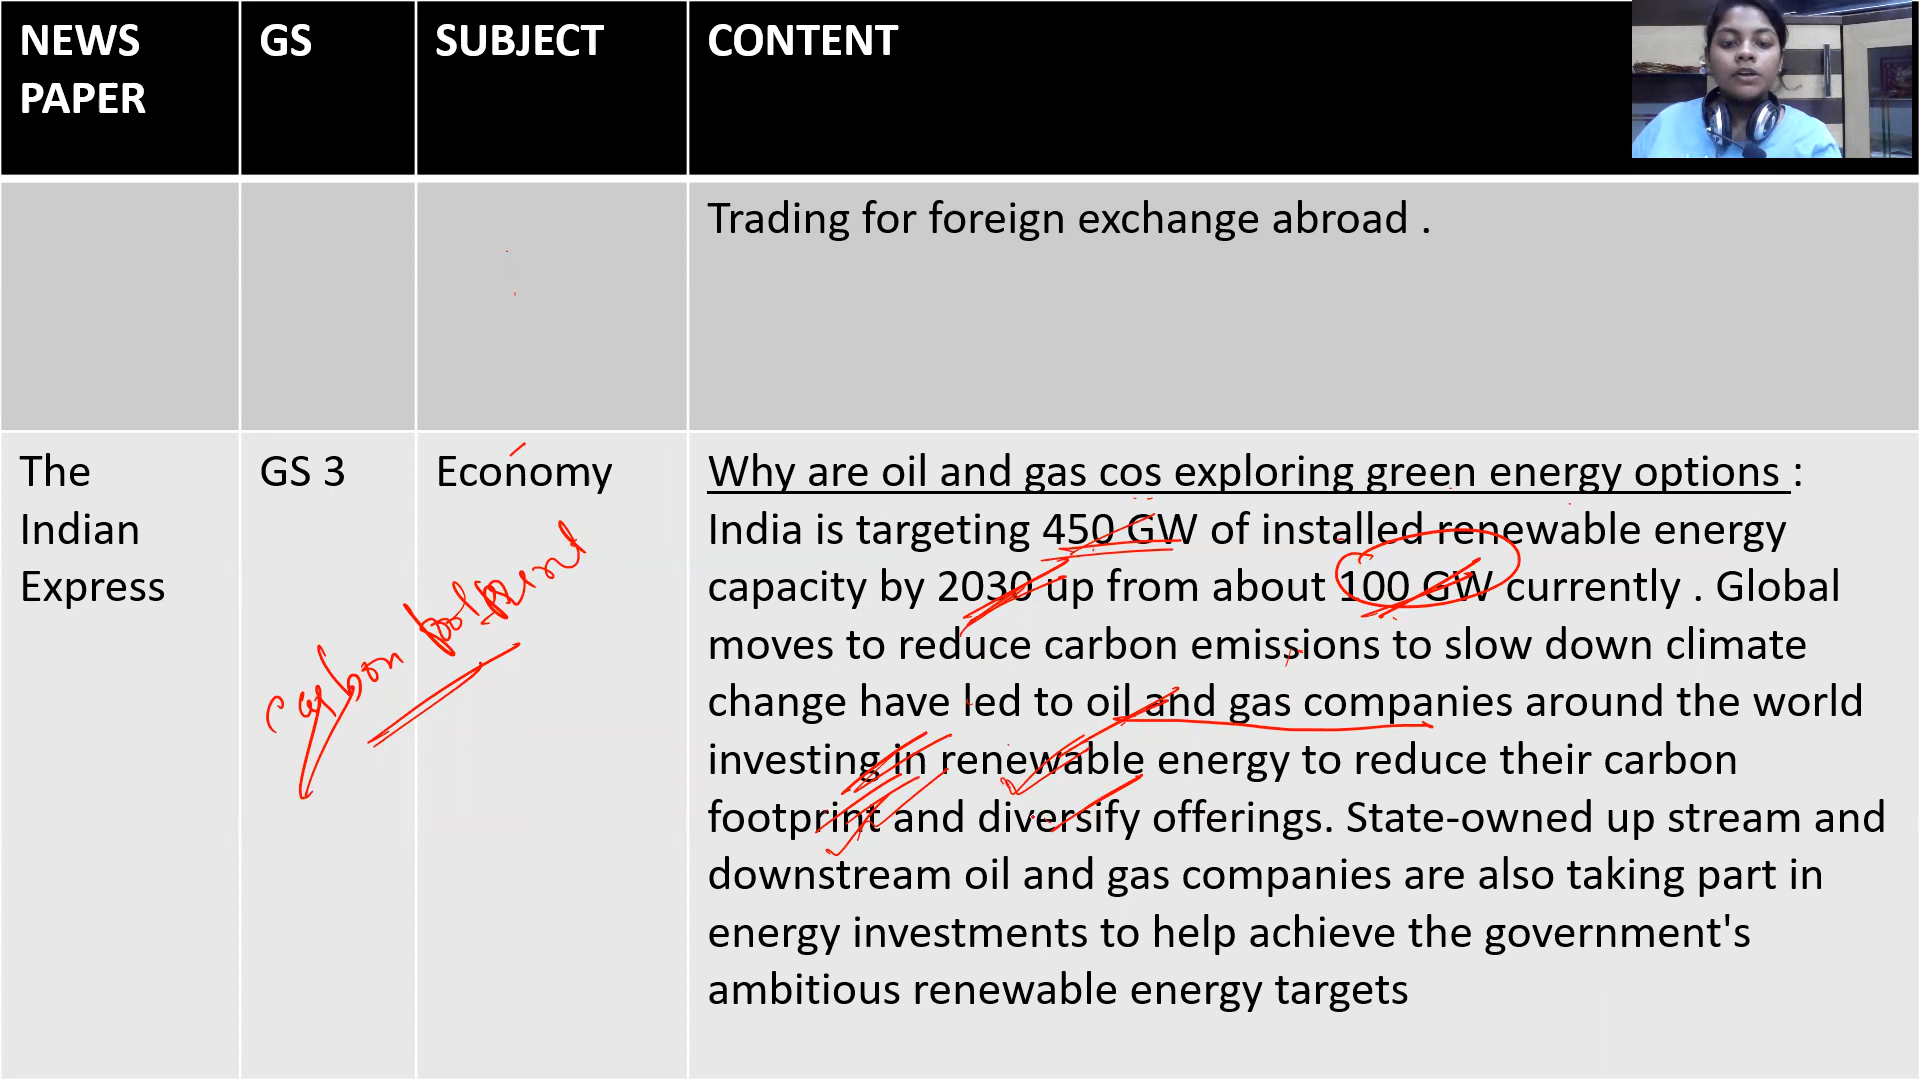 NEWS PAPER
GS
SUBJECT
CONTENT
Trading for foreign exchange abroad .
The
Indian
Express
GS 3
Economy
Carbon footprint
Why are oil and gas cos exploring green energy options :
India is targeting 450 GW of installed renewable energy
capacity by 2030 up from about 100 GW currently . Global
moves to reduce carbon emissions to slow down climate
change have led to oil and gas companies around the world
investing in renewable energy to reduce their carbon
footprint and diversify offerings. State-owned up stream and
downstream oil and gas companies are also taking part in
energy investments to help achieve the government's
ambitious renewable energy targets